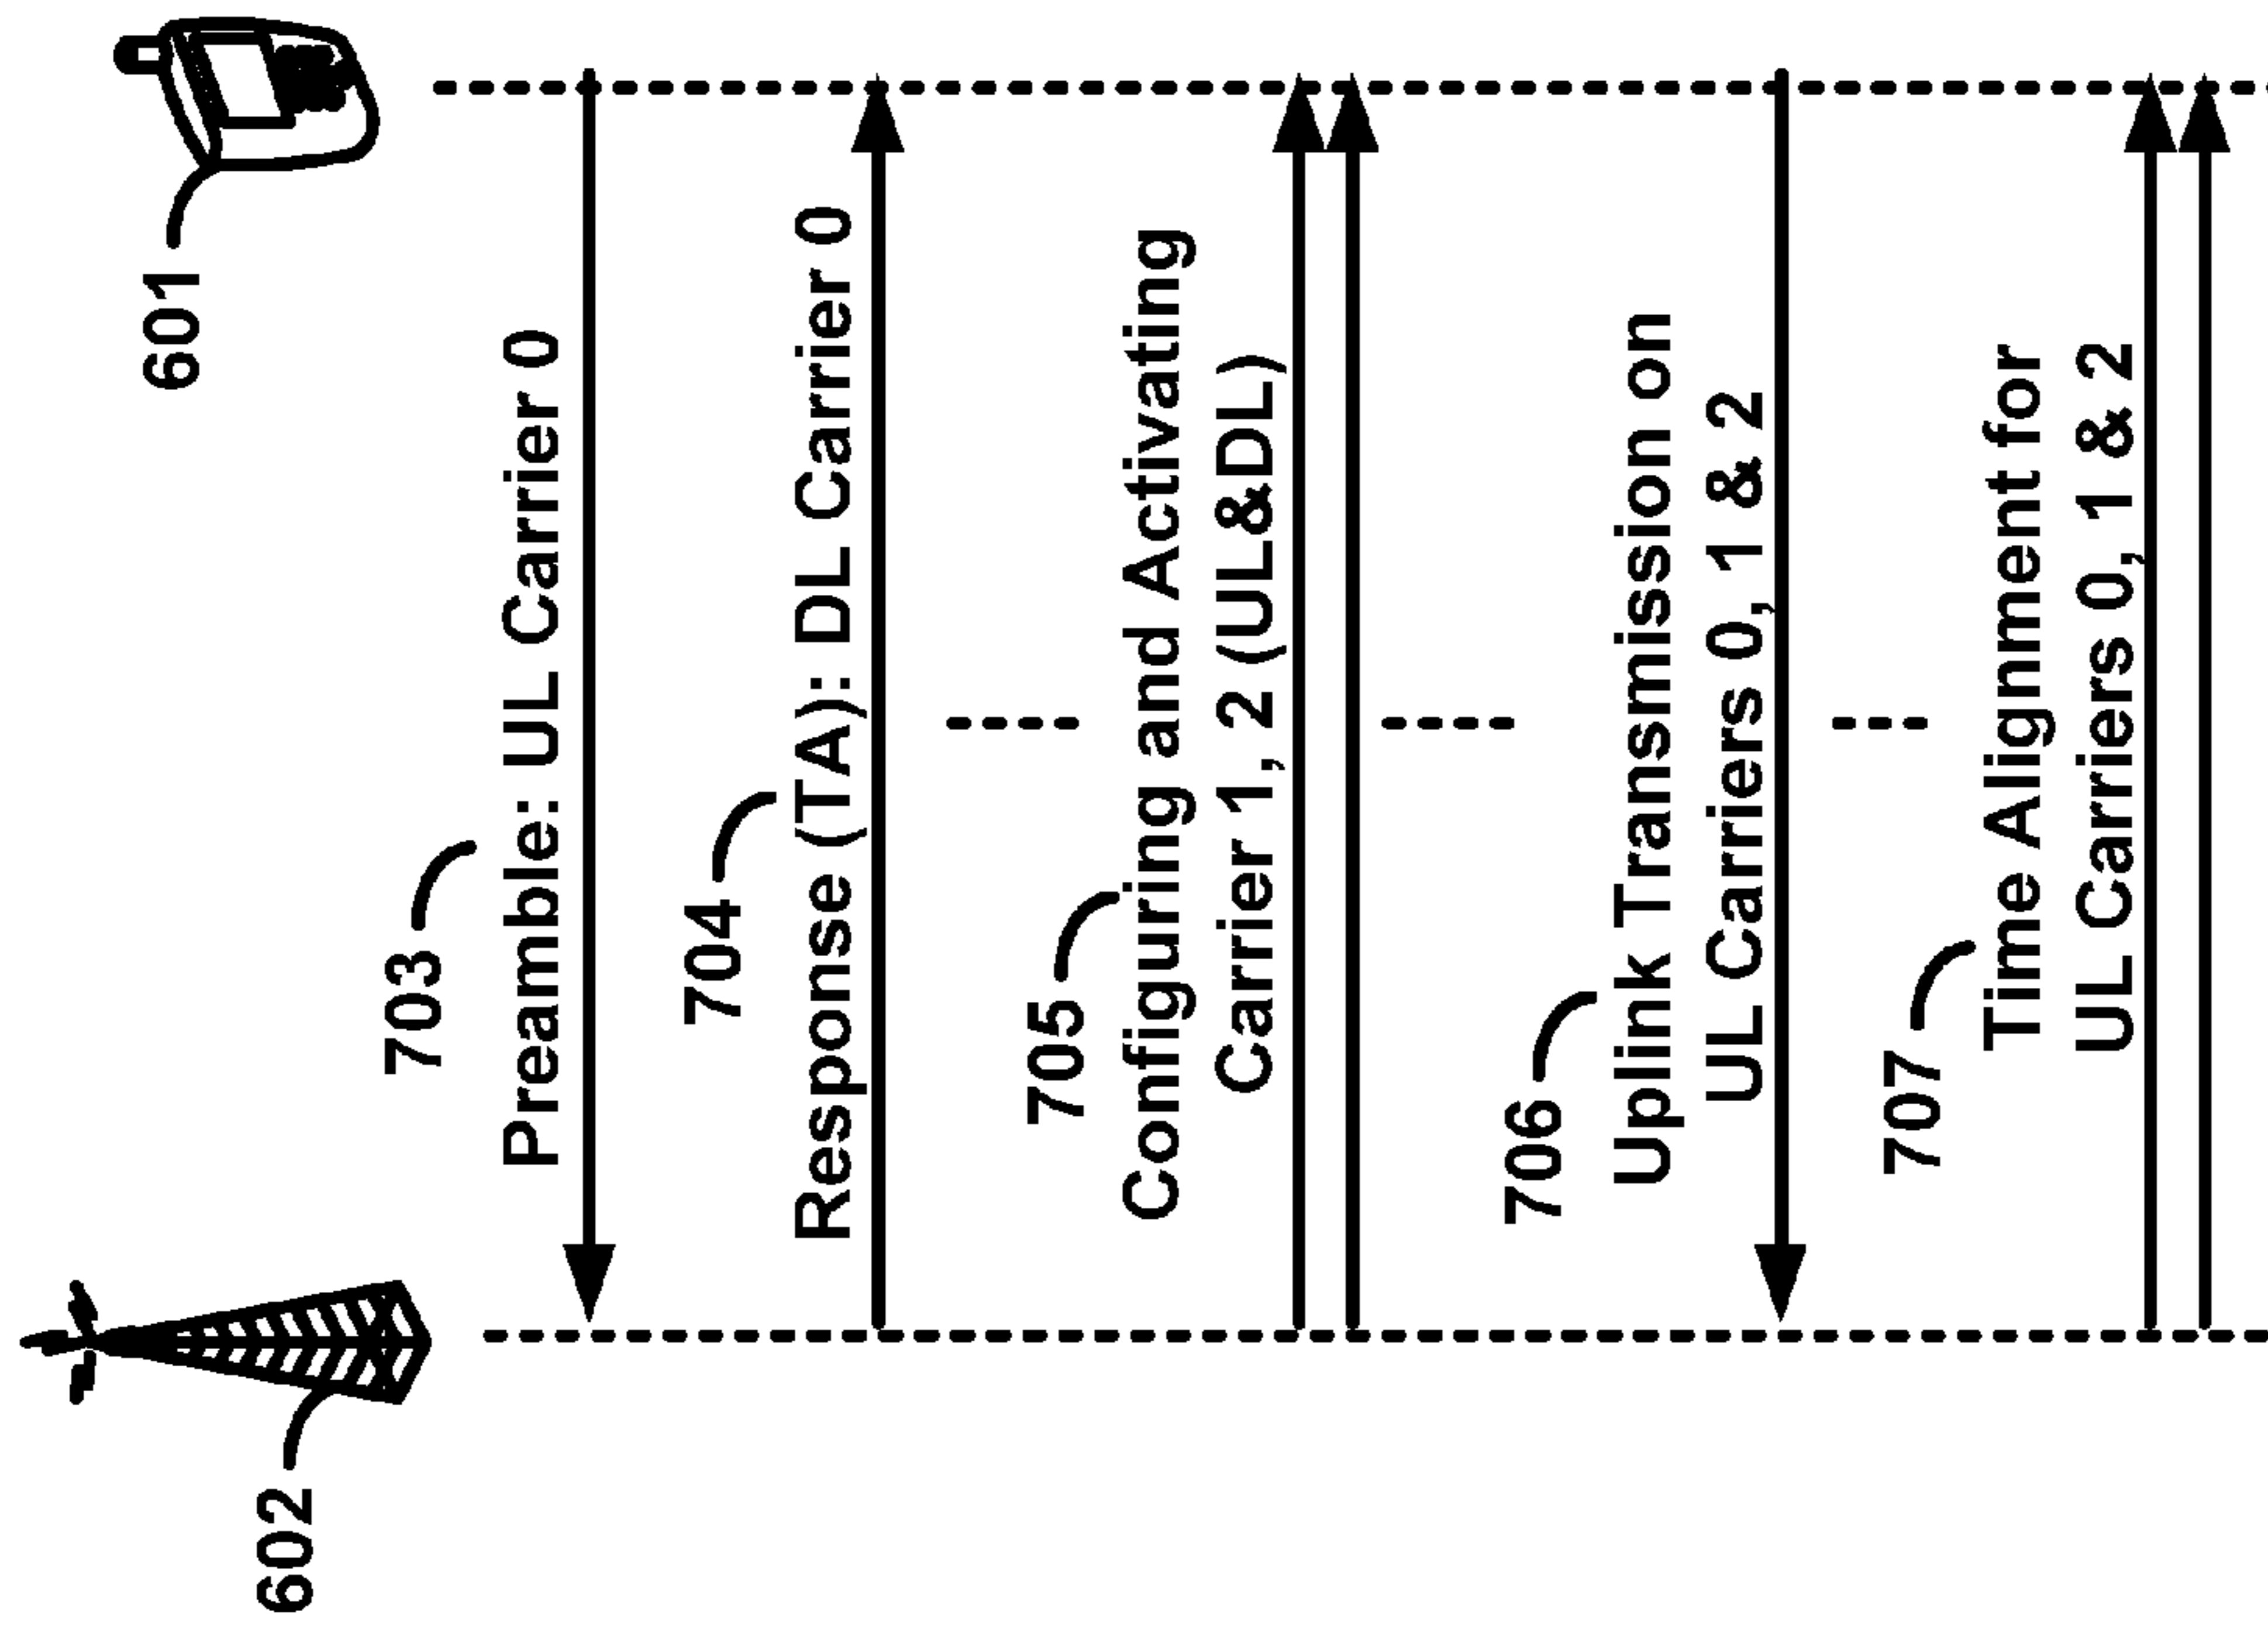 602
601
703
Preamble: UL Carrier 0
704
Response (TA): DL Carrier 0
705
Configuring and Activating
Carrier 1, 2 (UL&DL)
706
Uplink Transmission on
UL Carriers 0, 1 & 2
707
Time Alignment for
UL Carriers 0, 1 & 2